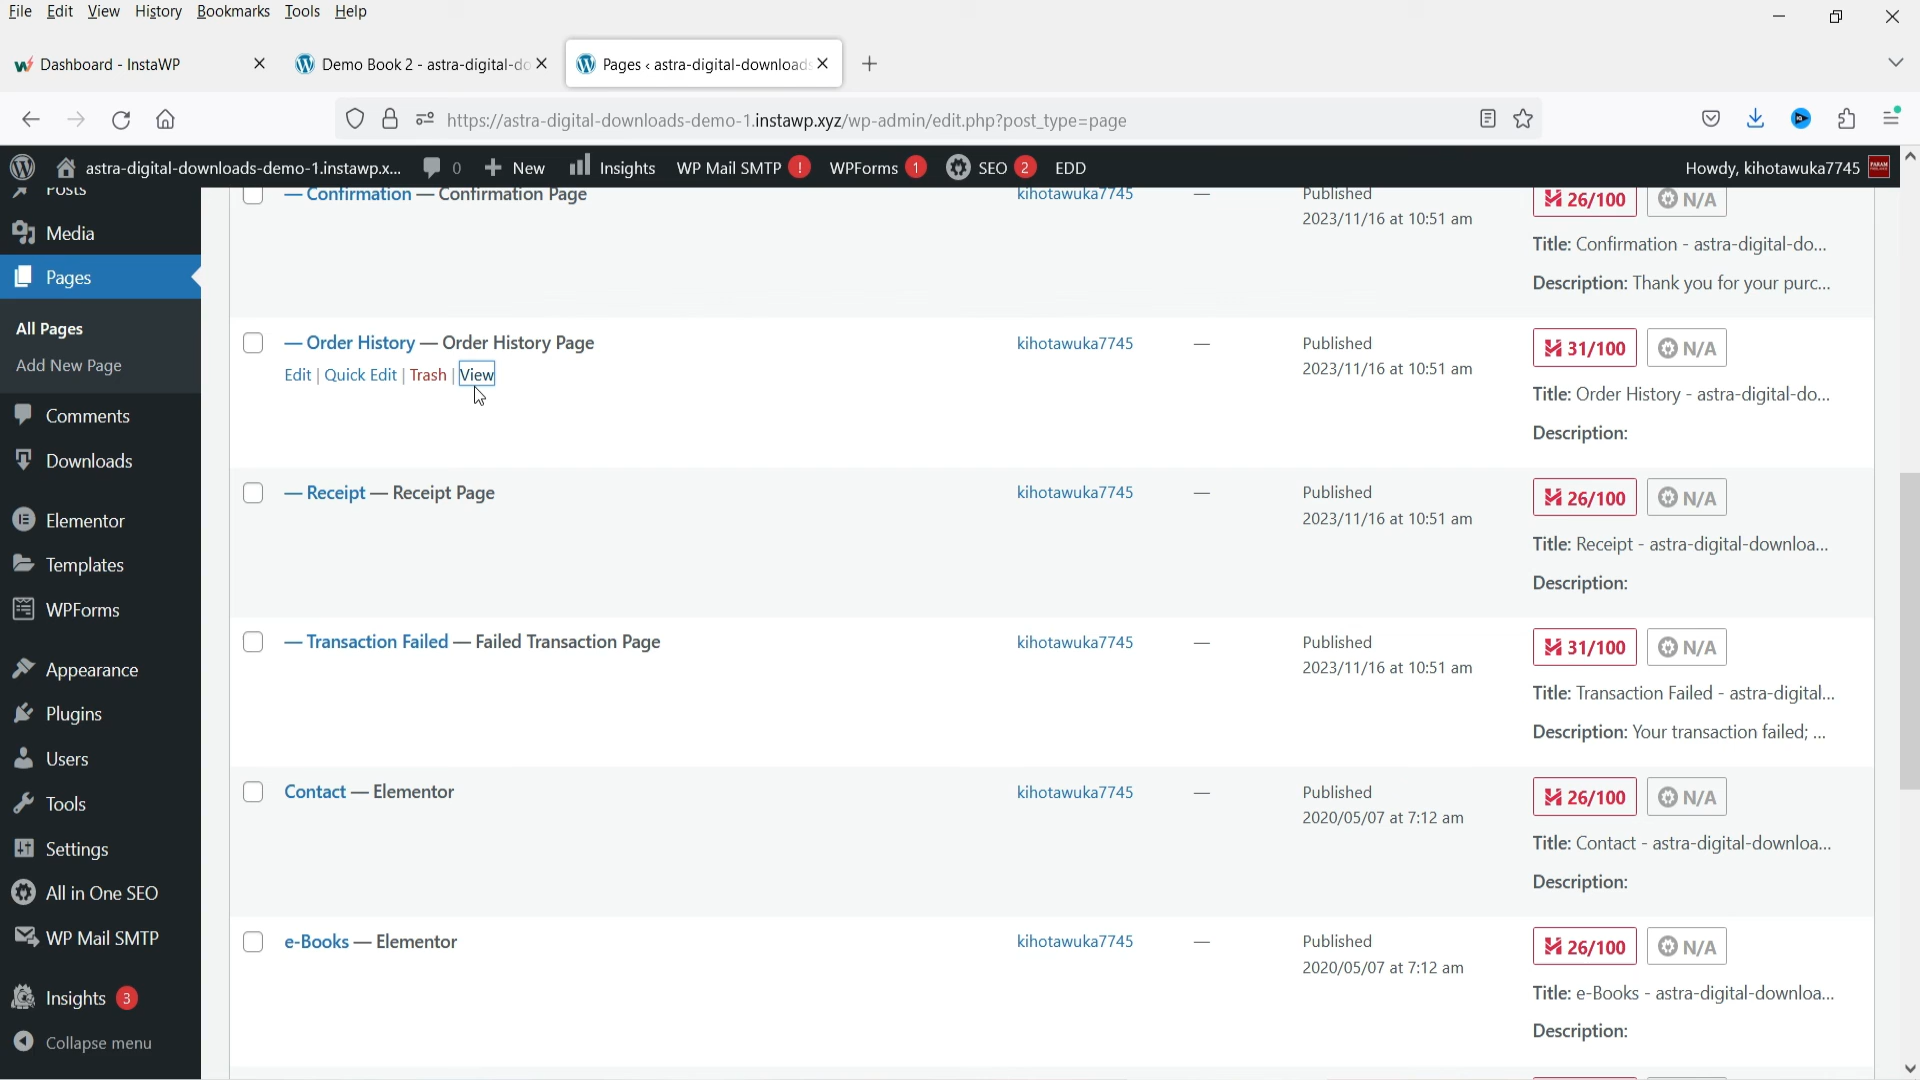 File Edit View History Bookmarks Tools Help
Dashboard - InstaWP
Demo Book 2 - astra-digital-do
Pages ‹ astra-digital-downloads
https://astra-digital-downloads-demo-1.instawp.xyz/wp-admin/edit.php?post_type=page
astra-digital-downloads-demo-1.instawp.x... 0 New Insights WP Mail SMTP ! WPForms 1 SEO 2 EDD Howdy, kihotawuka7745
Posts
Media
Pages
All Pages
Add New Page
Comments
Downloads
Elementor
Templates
WPForms
Appearance
Plugins
Users
Tools
Settings
All in One SEO
WP Mail SMTP
Insights 3
Collapse menu
— Confirmation — Confirmation Page kihotawuka7745 — Published 26/100 N/A
2023/11/16 at 10:51 am
Title: Confirmation - astra-digital-do...
Description: Thank you for your purc...
— Order History — Order History Page kihotawuka7745 — Published 31/100 N/A
Edit | Quick Edit | Trash | View 2023/11/16 at 10:51 am
Title: Order History - astra-digital-do...
Description:
— Receipt — Receipt Page kihotawuka7745 — Published 26/100 N/A
2023/11/16 at 10:51 am
Title: Receipt - astra-digital-downloa...
Description:
— Transaction Failed — Failed Transaction Page kihotawuka7745 — Published 31/100 N/A
2023/11/16 at 10:51 am
Title: Transaction Failed - astra-digital...
Description: Your transaction failed; ...
Contact — Elementor kihotawuka7745 — Published 26/100 N/A
2020/05/07 at 7:12 am
Title: Contact - astra-digital-downloa...
Description:
e-Books — Elementor kihotawuka7745 — Published 26/100 N/A
2020/05/07 at 7:12 am
Title: e-Books - astra-digital-downloa...
Description: